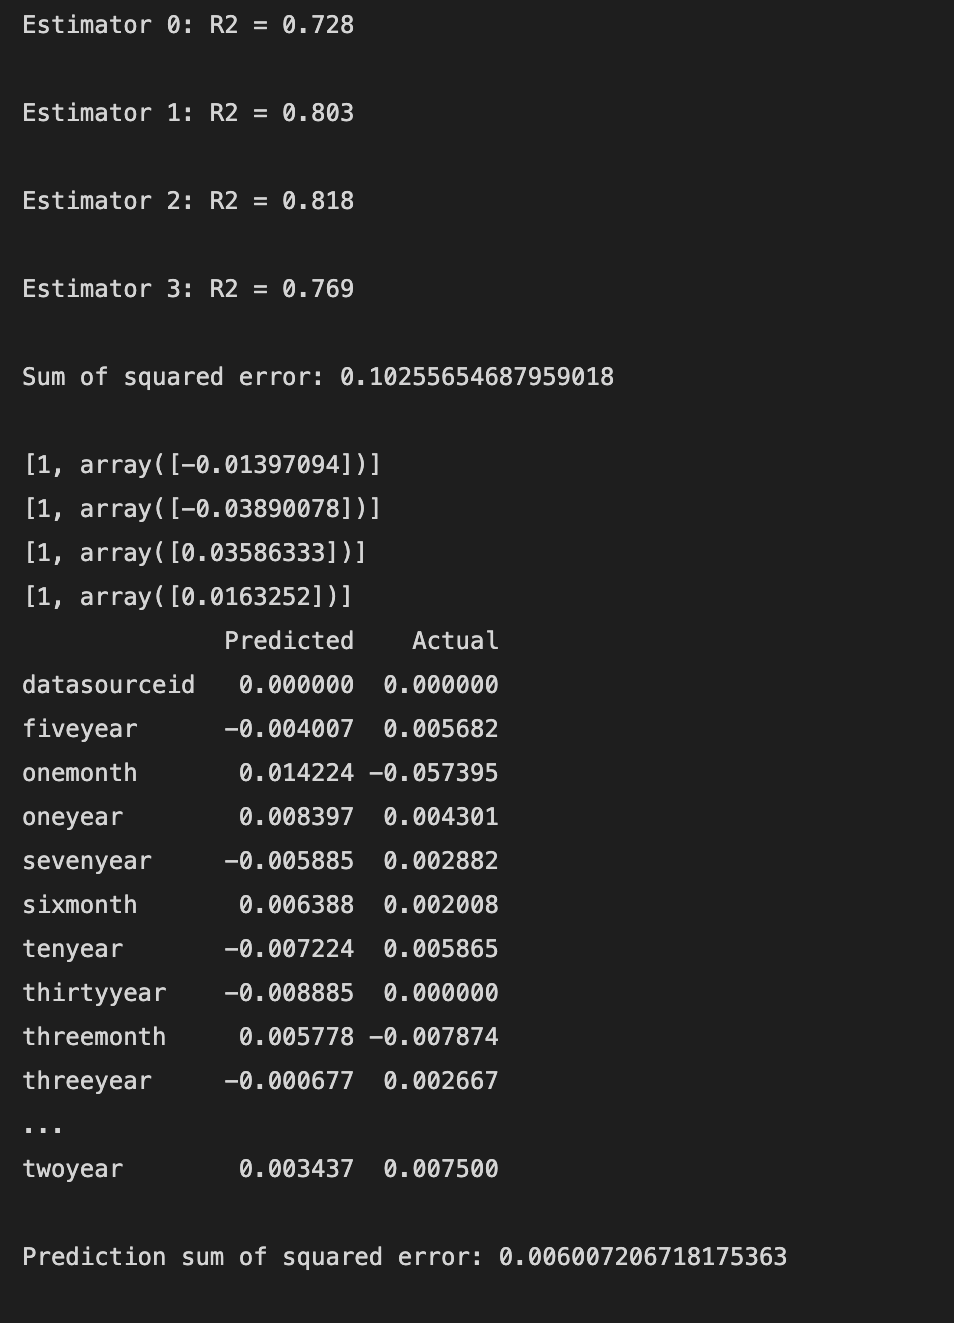 Estimator 0: R2 = 0.728
Estimator 1: R2 = 0.803
Estimator 2: R2 = 0.818
Estimator 3: R2 = 0.769
Sum of squared error: 0.10255654687959018
[1, array([-0.01397094])]
[1, array([-0.03890078])]
[1, array([0.03586333])]
[1, array([0.0163252])]
Predicted Actual
datasourceid 0.000000 0.000000
fiveyear -0.004007 0.005682
onemonth 0.014224 -0.057395
oneyear 0.008397 0.004301
sevenyear -0.005885 0.002882
sixmonth 0.006388 0.002008
tenyear -0.007224 0.005865
thirtyyear -0.008885 0.000000
threemonth 0.005778 -0.007874
threeyear -0.000677 0.002667
...
twoyear 0.003437 0.007500
Prediction sum of squared error: 0.006007206718175363